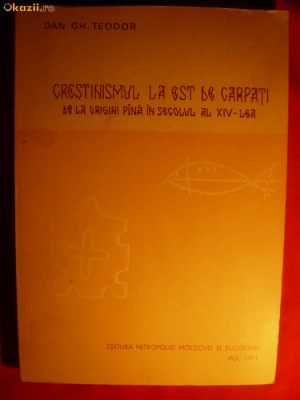 Okazii.ro
DAN GH. TEODOR
CREȘTINISMUL LA EST DE CARPAȚI
DE LA ORIGINI PÎNĂ ÎN SECOLUL AL XIV-LEA
EDITURA MITROPOLIEI MOLDOVEI ȘI BUCOVINEI
IAȘI, 1991